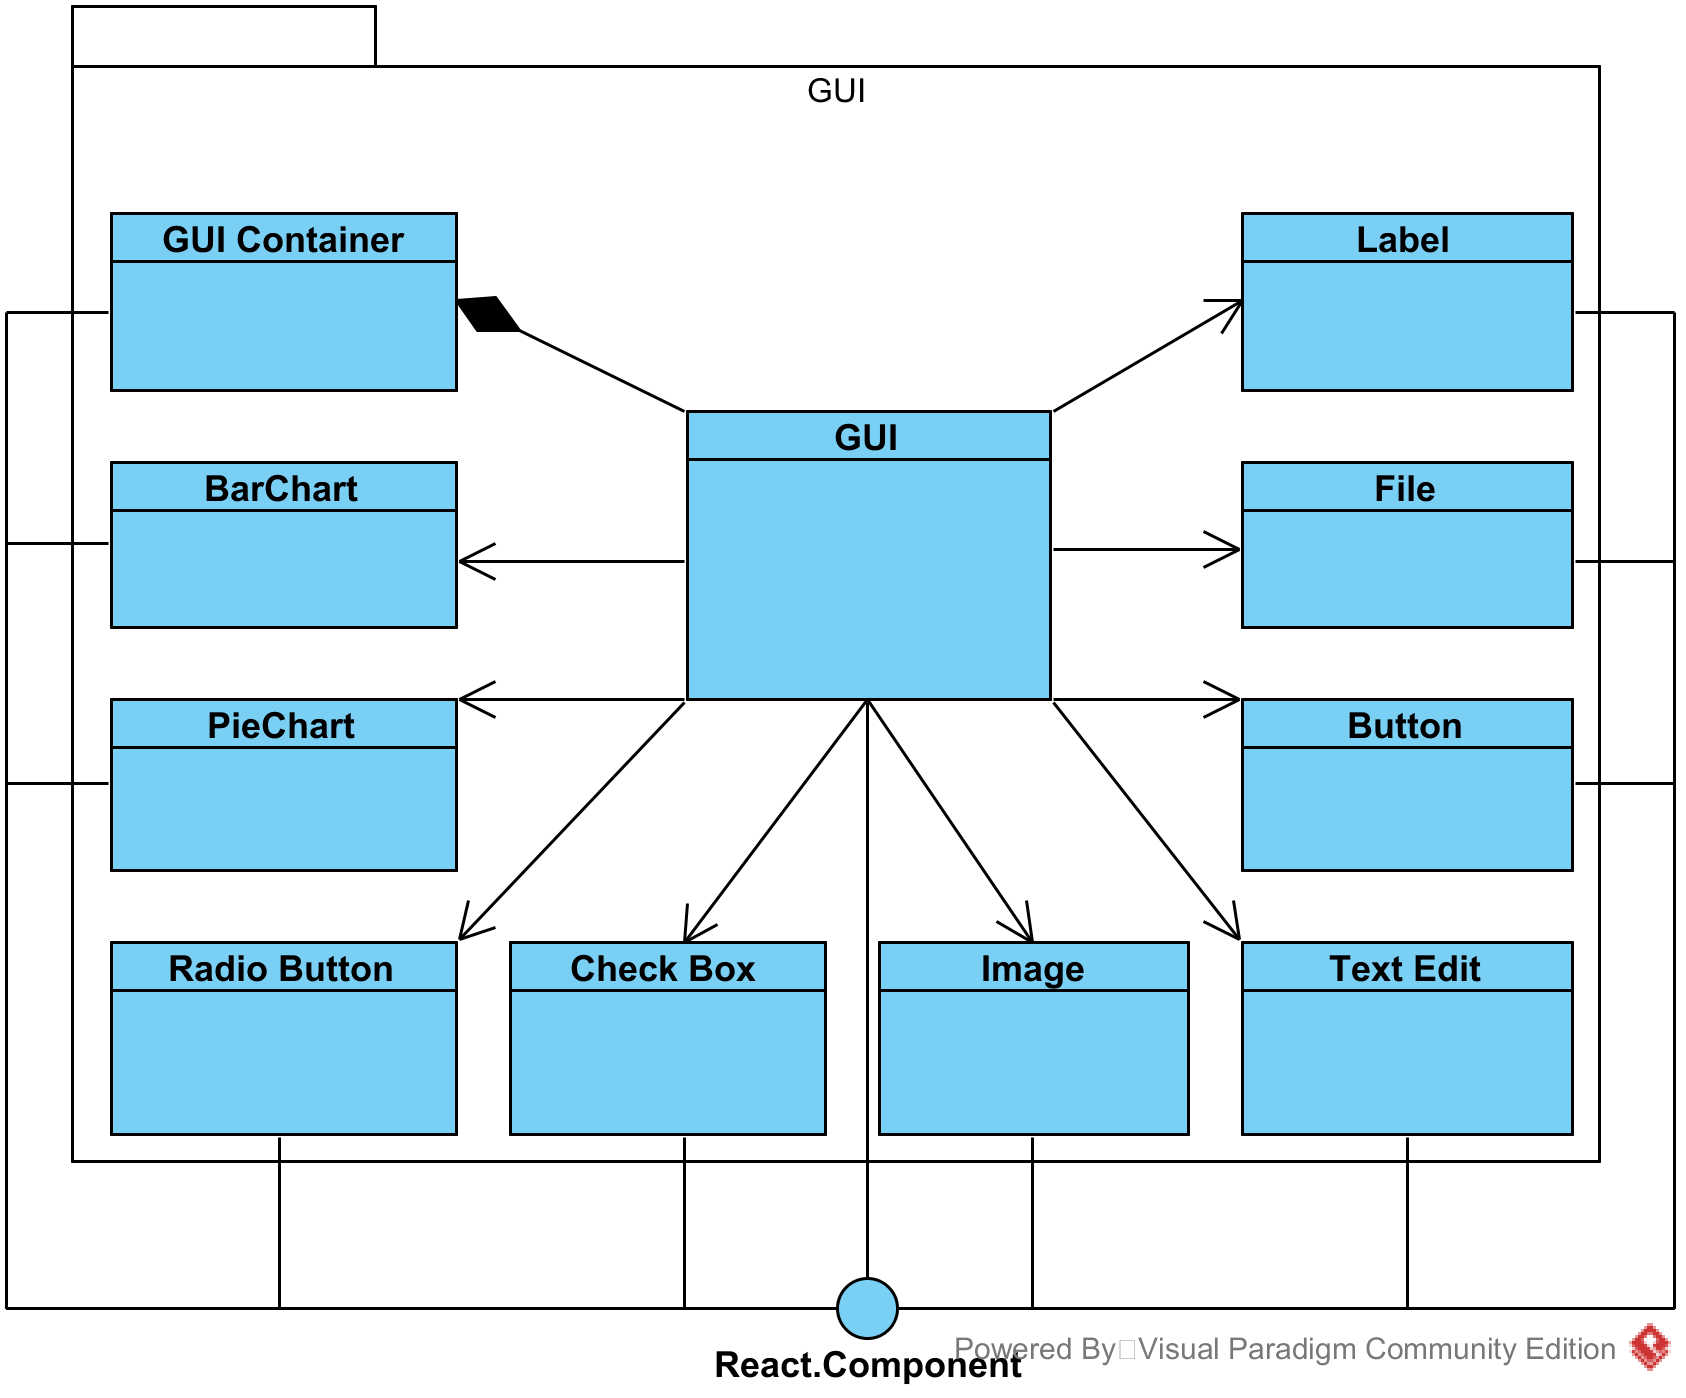 GUI
GUI Container
Label
GUI
BarChart
File
PieChart
Button
Radio Button
Check Box
Image
Text Edit
React.Component
Powered By Visual Paradigm Community Edition